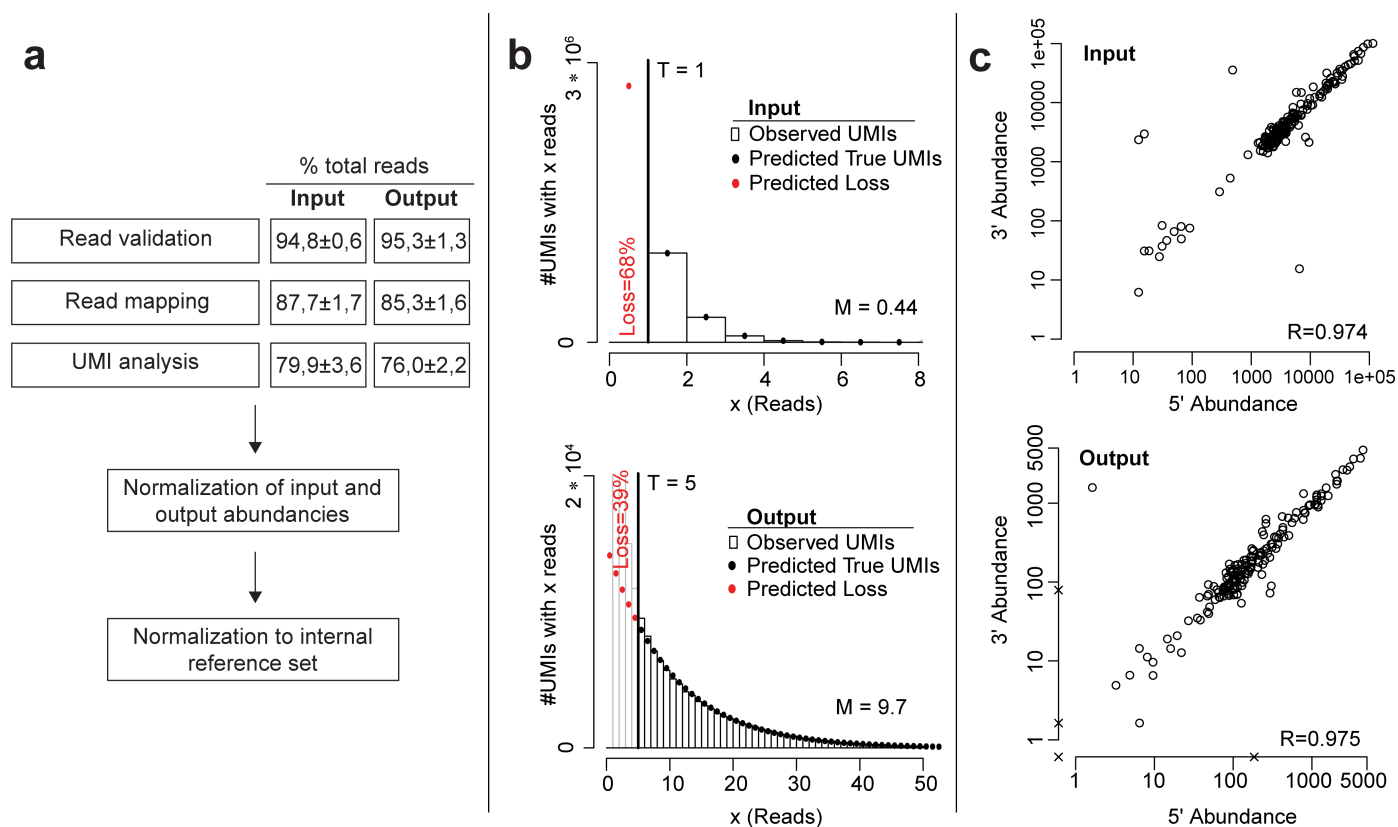 a
% total reads
Input Output
Read validation 94,8±0,6 95,3±1,3
Read mapping 87,7±1,7 85,3±1,6
UMI analysis 79,9±3,6 76,0±2,2
Normalization of input and
output abundancies
Normalization to internal
reference set
b
#UMIs with x reads
3 * 10⁶
0
T = 1
Input
Observed UMIs
Predicted True UMIs
Predicted Loss
Loss=68%
M = 0.44
0 2 4 6 8
x (Reads)
#UMIs with x reads
2 * 10⁴
0
T = 5
Output
Observed UMIs
Predicted True UMIs
Predicted Loss
Loss=39%
M = 9.7
0 10 20 30 40 50
x (Reads)
c
Input
3' Abundance
1e+05
10000
1000
100
10
1
R=0.974
1 10 100 1000 10000 1e+05
5' Abundance
Output
3' Abundance
5000
1000
100
10
1
R=0.975
1 10 100 1000 5000
5' Abundance